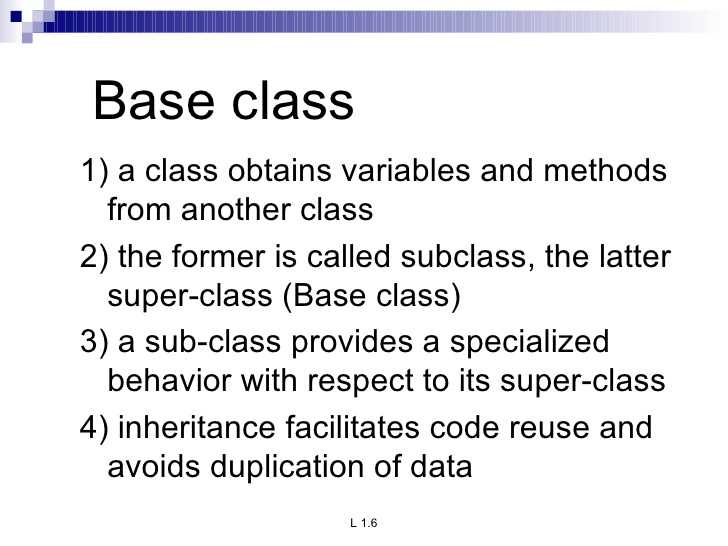 Base class
1) a class obtains variables and methods
from another class
2) the former is called subclass, the latter
super-class (Base class)
3) a sub-class provides a specialized
behavior with respect to its super-class
4) inheritance facilitates code reuse and
avoids duplication of data
L 1.6